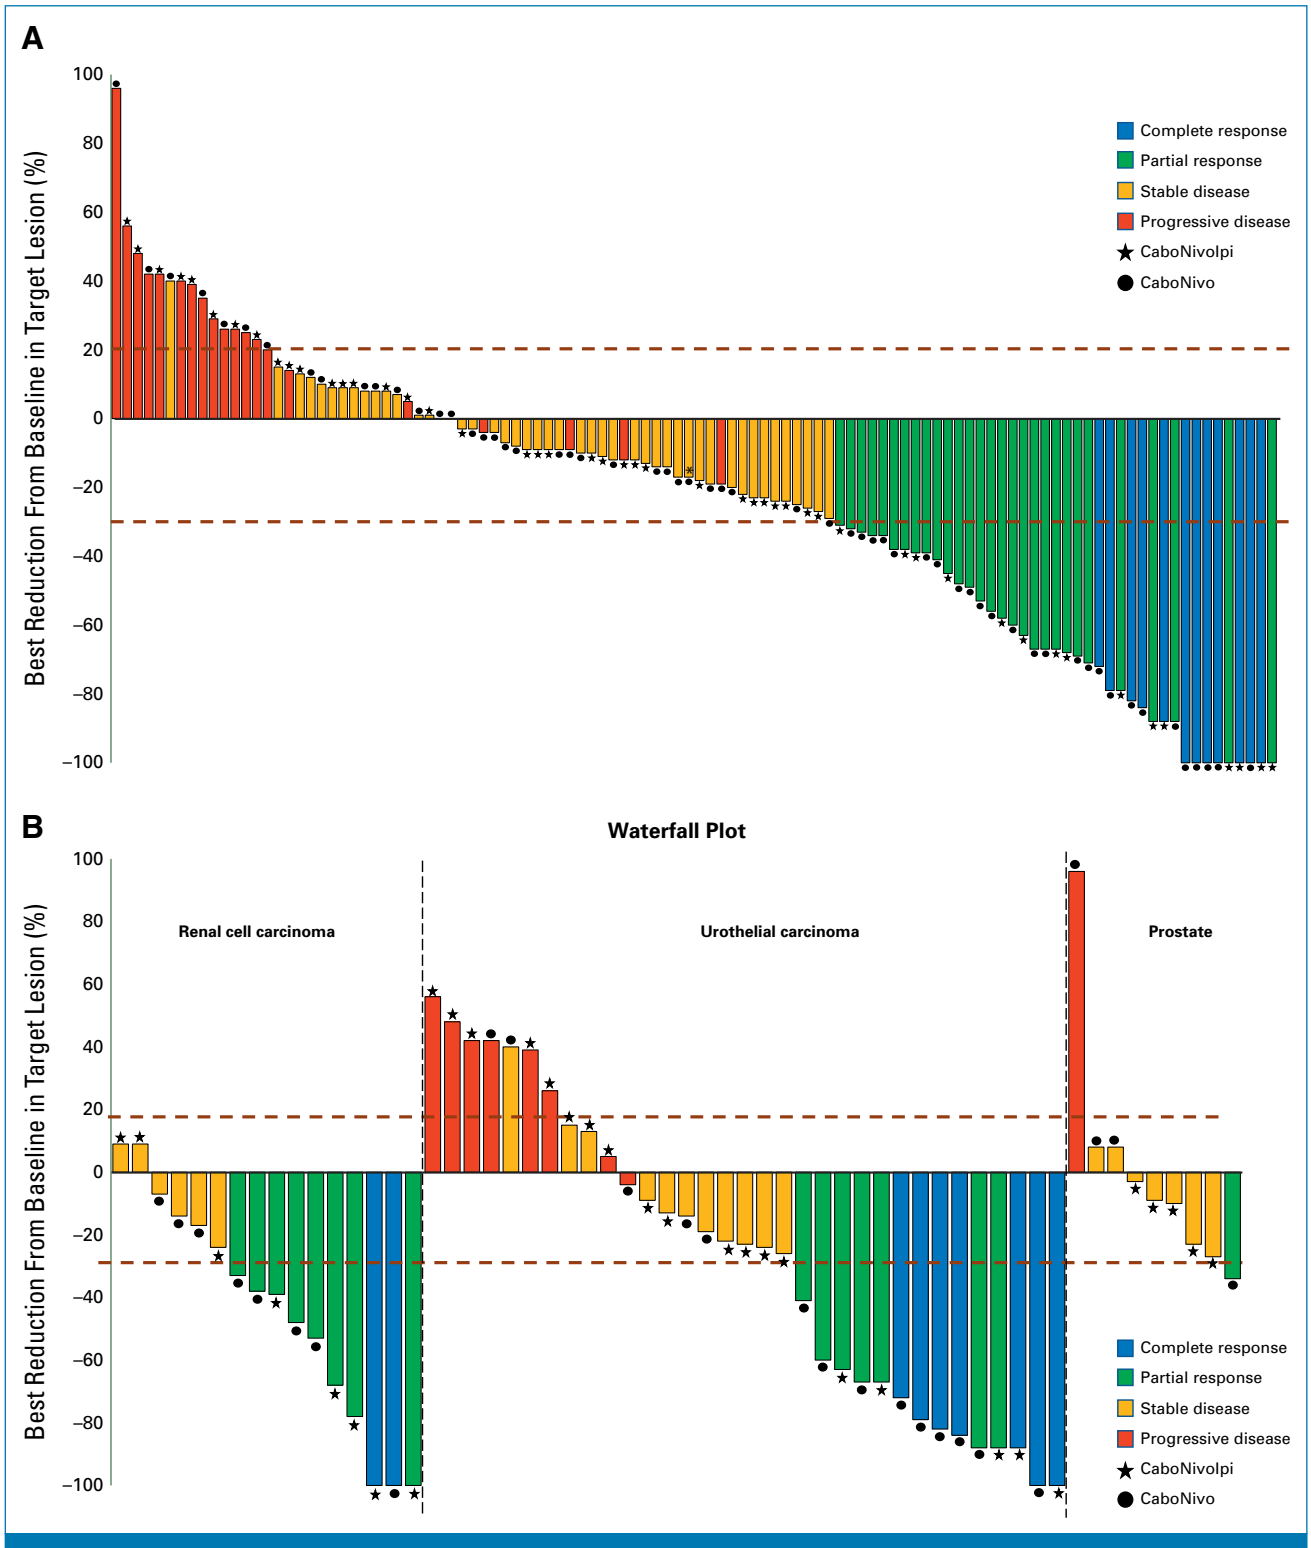 A
Best Reduction From Baseline in Target Lesion (%)
100
80
60
40
20
0
–20
–40
–60
–80
–100
Complete response
Partial response
Stable disease
Progressive disease
CaboNivoIpi
CaboNivo
*
B
Waterfall Plot
Best Reduction From Baseline in Target Lesion (%)
100
80
60
40
20
0
–20
–40
–60
–80
–100
Renal cell carcinoma
Urothelial carcinoma
Prostate
Complete response
Partial response
Stable disease
Progressive disease
CaboNivoIpi
CaboNivo